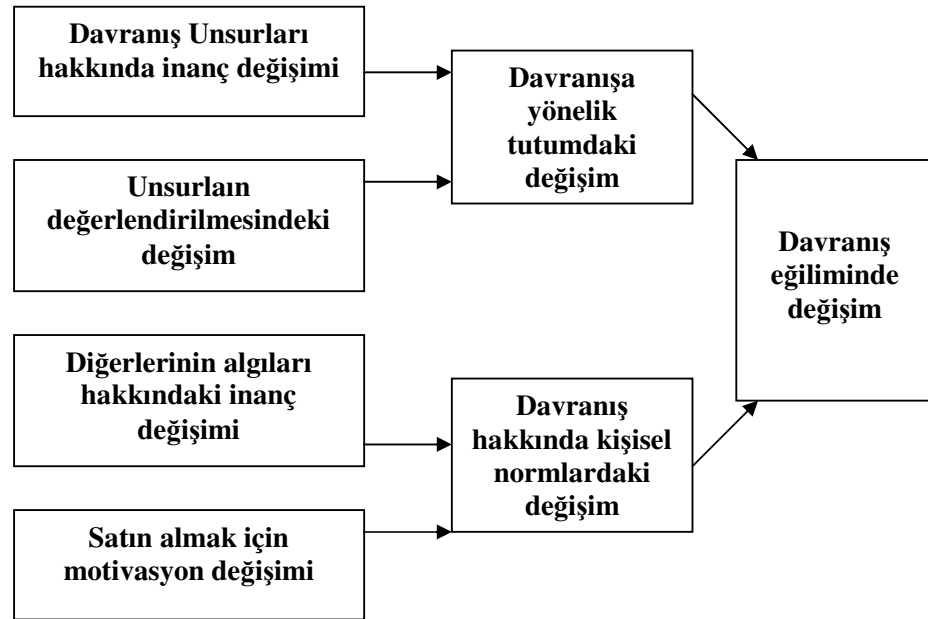 Davranış Unsurları
hakkında inanç değişimi
Unsurlaın
değerlendirilmesindeki
değişim
Diğerlerinin algıları
hakkındaki inanç
değişimi
Satın almak için
motivasyon değişimi
Davranışa
yönelik
tutumdaki
değişim
Davranış
hakkında kişisel
normlardaki
değişim
Davranış
eğiliminde
değişim